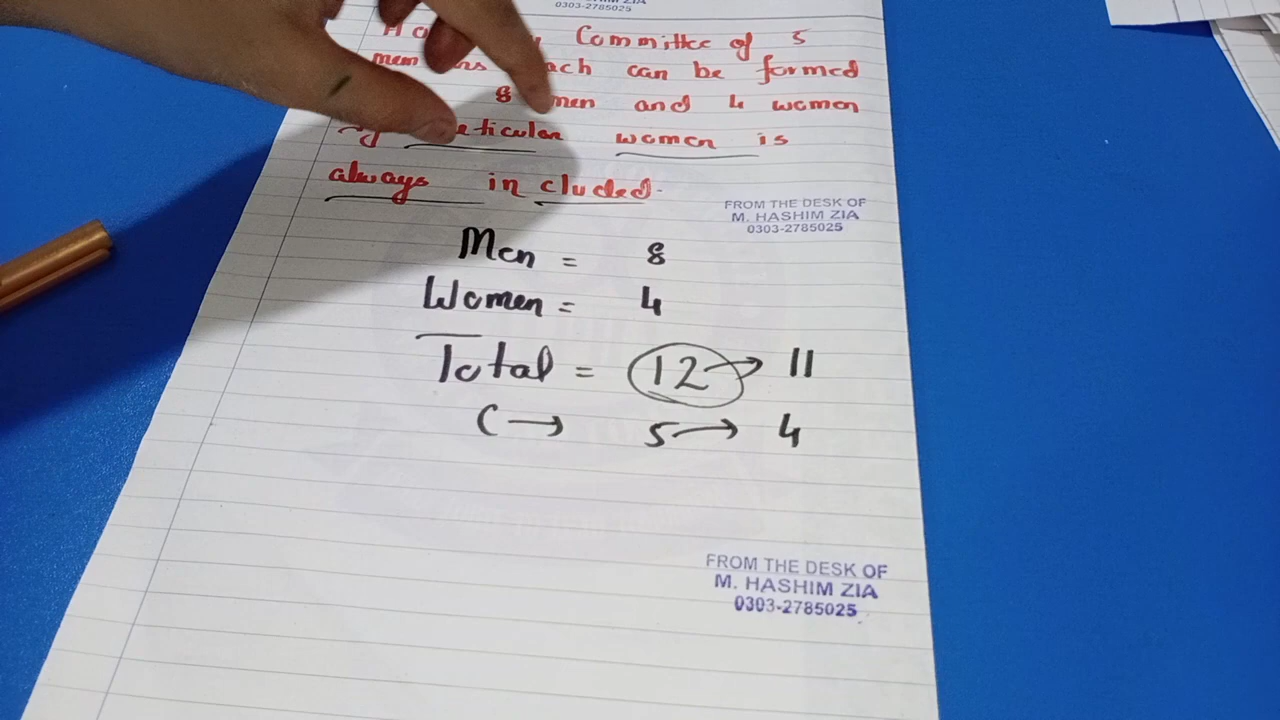 0303-2785025
Committee of 5
can be formed
8 men and 4 women
women is
always in cluded.
FROM THE DESK OF
M. HASHIM ZIA
0303-2785025
Men = 8
Women = 4
Total = 12 → 11
C → 5 → 4
FROM THE DESK OF
M. HASHIM ZIA
0303-2785025